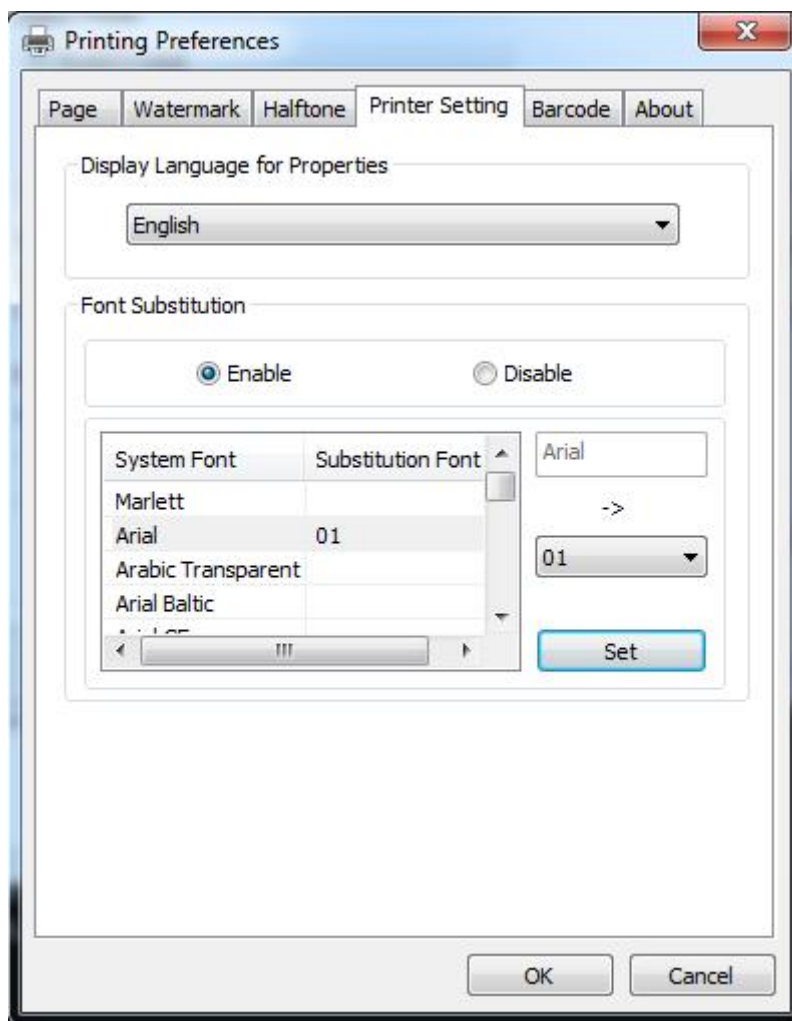 Printing Preferences
Page Watermark Halftone Printer Setting Barcode About
Display Language for Properties
English
Font Substitution
Enable Disable
System Font Substitution Font
Marlett
Arial 01
Arabic Transparent
Arial Baltic
Arial
->
01
Set
OK Cancel